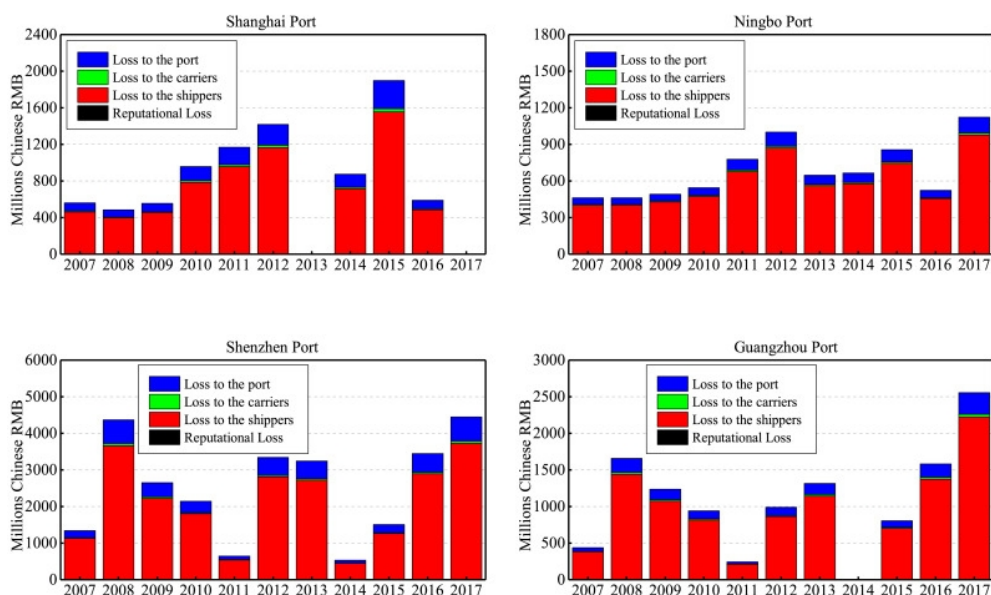 Shanghai Port
Millions Chinese RMB
2400
2000
1600
1200
800
400
0
Loss to the port
Loss to the carriers
Loss to the shippers
Reputational Loss
2007 2008 2009 2010 2011 2012 2013 2014 2015 2016 2017
Ningbo Port
Millions Chinese RMB
1800
1500
1200
900
600
300
0
Loss to the port
Loss to the carriers
Loss to the shippers
Reputational Loss
2007 2008 2009 2010 2011 2012 2013 2014 2015 2016 2017
Shenzhen Port
Millions Chinese RMB
6000
5000
4000
3000
2000
1000
0
Loss to the port
Loss to the carriers
Loss to the shippers
Reputational Loss
2007 2008 2009 2010 2011 2012 2013 2014 2015 2016 2017
Guangzhou Port
Millions Chinese RMB
3000
2500
2000
1500
1000
500
0
Loss to the port
Loss to the carriers
Loss to the shippers
Reputational Loss
2007 2008 2009 2010 2011 2012 2013 2014 2015 2016 2017